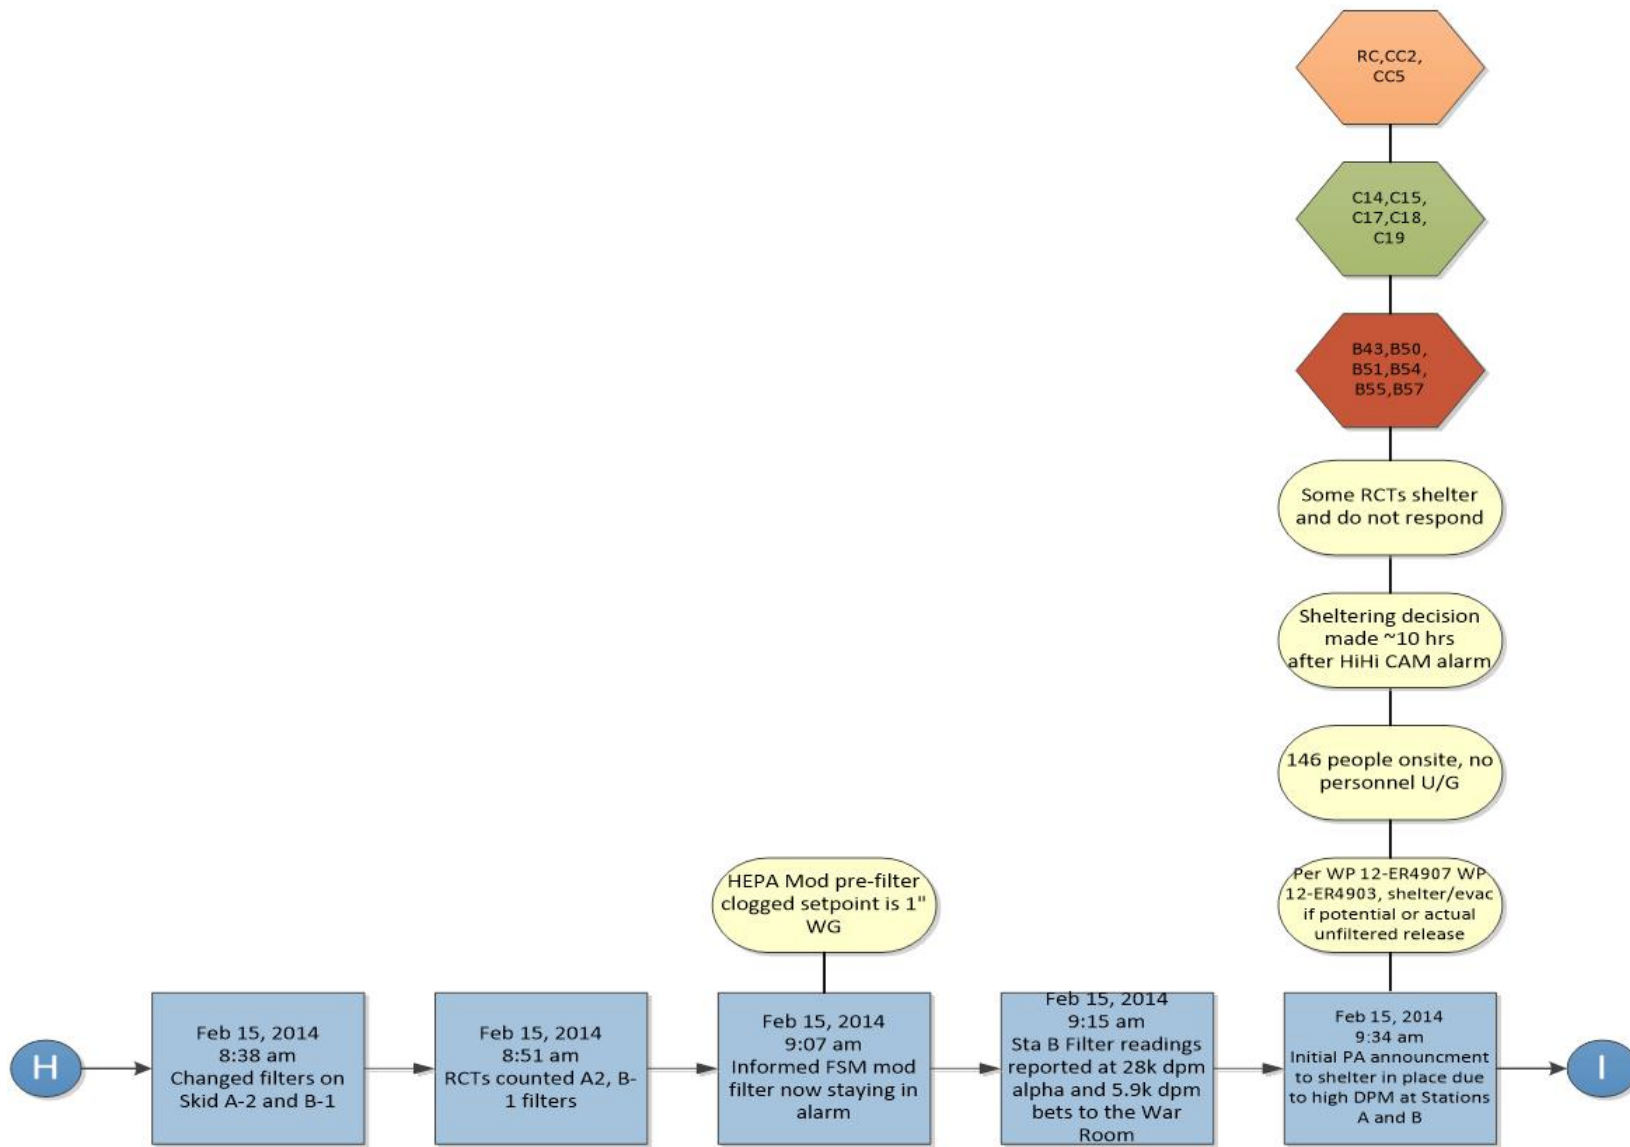 RC,CC2,
CC5
C14,C15,
C17,C18,
C19
B43,B50,
B51,B54,
B55,B57
Some RCTs shelter
and do not respond
Sheltering decision
made ~10 hrs
after HiHi CAM alarm
146 people onsite, no
personnel U/G
HEPA Mod pre-filter
clogged setpoint is 1"
WG
Per WP 12-ER4907 WP
12-ER4903, shelter/evac
if potential or actual
unfiltered release
H
Feb 15, 2014
8:38 am
Changed filters on
Skid A-2 and B-1
Feb 15, 2014
8:51 am
RCTs counted A2, B-
1 filters
Feb 15, 2014
9:07 am
Informed FSM mod
filter now staying in
alarm
Feb 15, 2014
9:15 am
Sta B Filter readings
reported at 28k dpm
alpha and 5.9k dpm
bets to the War
Room
Feb 15, 2014
9:34 am
Initial PA announcment
to shelter in place due
to high DPM at Stations
A and B
I